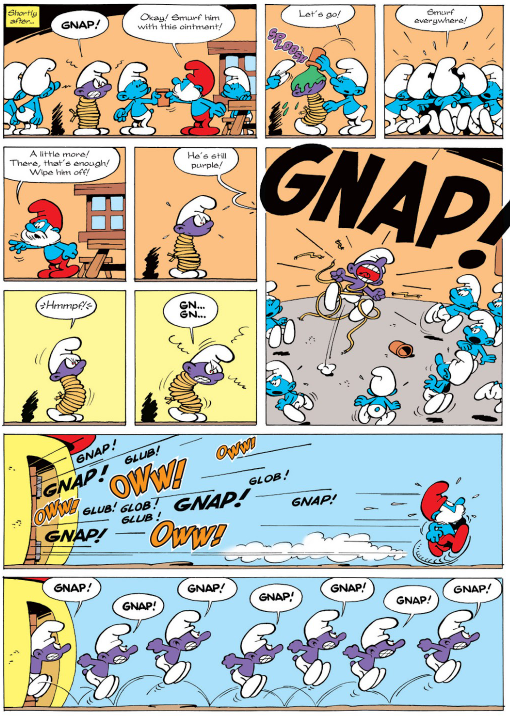 Shortly
after...
GNAP!
Okay! Smurf him
with this ointment!
Let's go!
SPLOOSH
Smurf
everywhere!
A little more!
There, that's enough!
Wipe him off!
He's still
purple!
GNAP!
Hmmpf!
GN...
GN...
GNAP!
GLUB!
OWW!
GNAP!
OWW!
GLOB!
OWW!
GLUB! GLOB!
GNAP!
GNAP!
GLUB!
GNAP!
OWW!
GNAP!
GNAP!
GNAP!
GNAP!
GNAP!
GNAP!
GNAP!